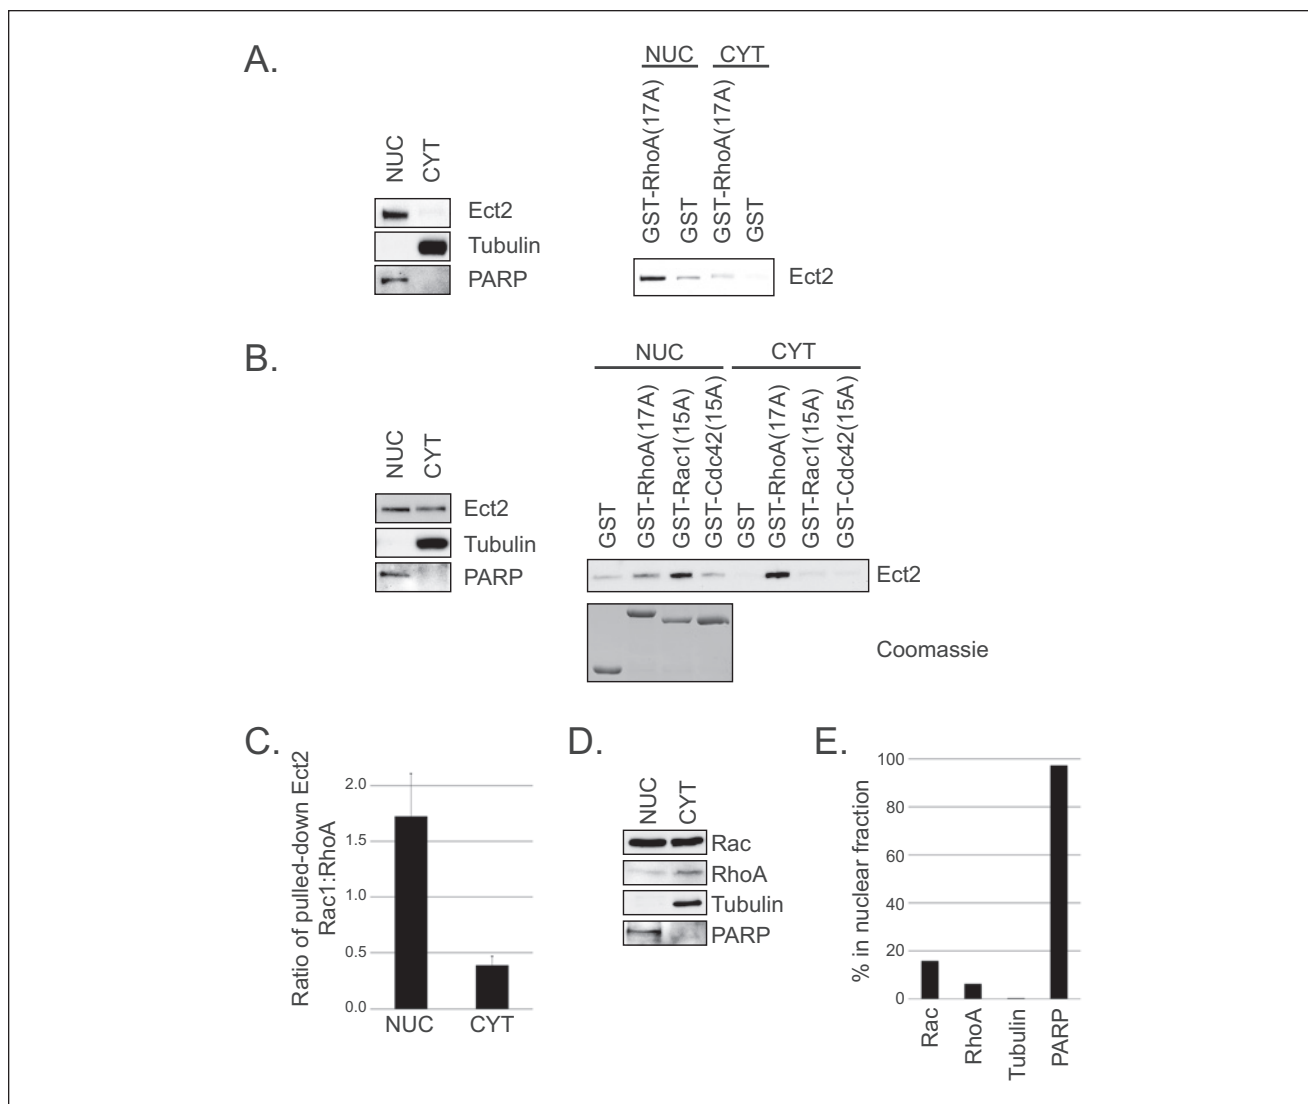 A.
NUC CYT
Ect2
Tubulin
PARP
NUC CYT
GST-RhoA(17A) GST GST-RhoA(17A) GST
Ect2
B.
NUC CYT
Ect2
Tubulin
PARP
NUC CYT
GST GST-RhoA(17A) GST-Rac1(15A) GST-Cdc42(15A) GST GST-RhoA(17A) GST-Rac1(15A) GST-Cdc42(15A)
Ect2
Coomassie
C.
Ratio of pulled-down Ect2
Rac1:RhoA
2.0
1.5
1.0
0.5
0.0
NUC CYT
D.
NUC CYT
Rac
RhoA
Tubulin
PARP
E.
% in nuclear fraction
100
80
60
40
20
0
Rac RhoA Tubulin PARP